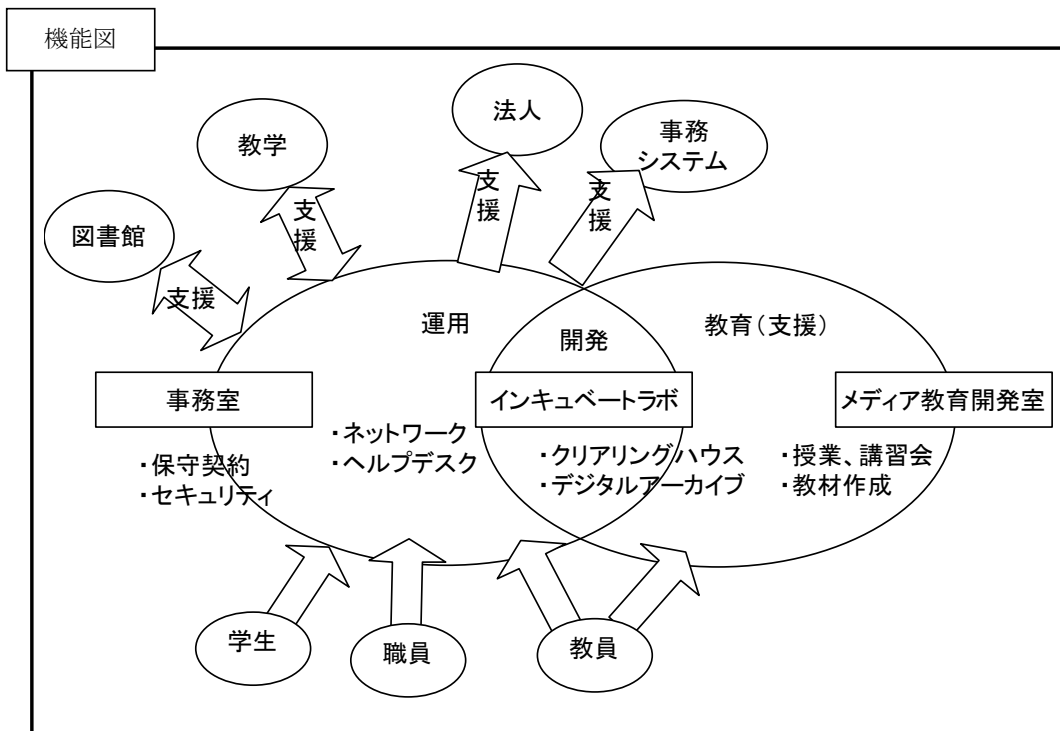 機能図
法人
教学
事務
システム
図書館
支援
支援
支援
支援
運用
開発
教育(支援)
事務室
インキュベートラボ
メディア教育開発室
・ネットワーク
・ヘルプデスク
・保守契約
・セキュリティ
・クリアリングハウス
・デジタルアーカイブ
・授業、講習会
・教材作成
学生
職員
教員